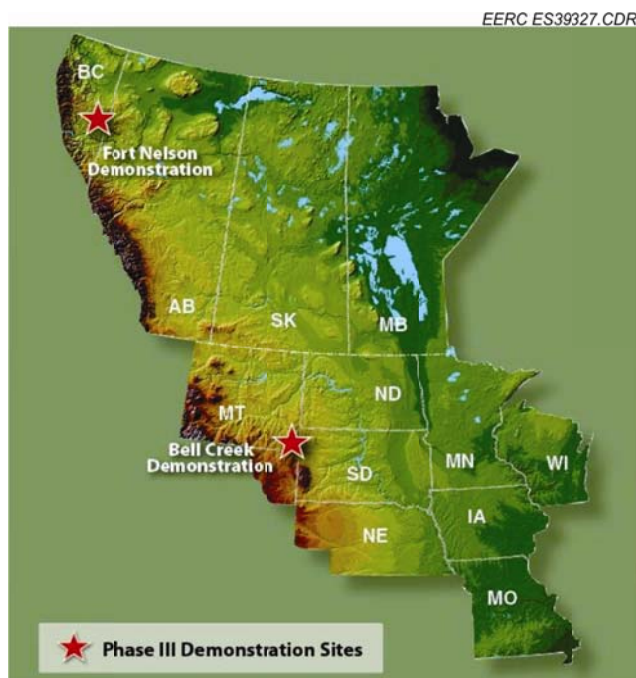 EERC ES39327.CDR
BC
Fort Nelson
Demonstration
AB
SK
MB
ND
MT
Bell Creek
Demonstration
SD
MN
WI
IA
NE
MO
Phase III Demonstration Sites